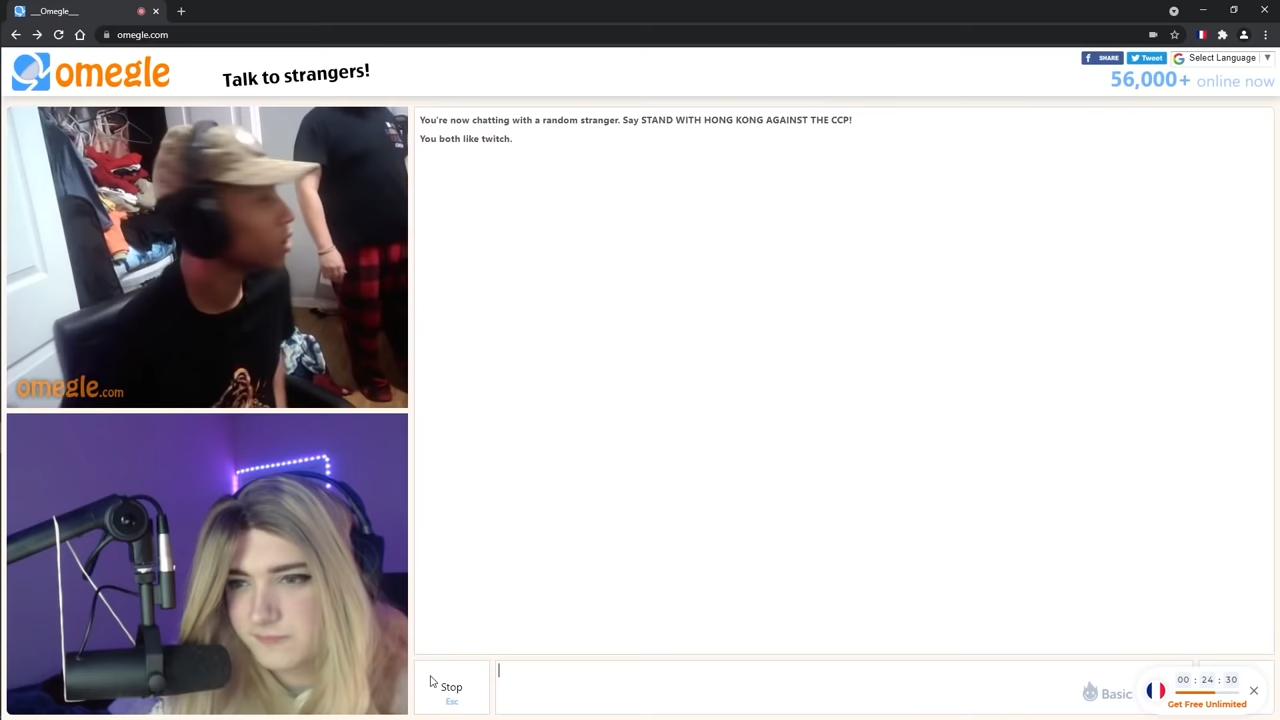 __Omegle__
omegle.com
omegle
Talk to strangers!
SHARE
Tweet
Select Language
56,000+ online now
You're now chatting with a random stranger. Say STAND WITH HONG KONG AGAINST THE CCP!
You both like twitch.
omegle.com
Stop
Esc
Basic
00 : 24 : 30
Get Free Unlimited